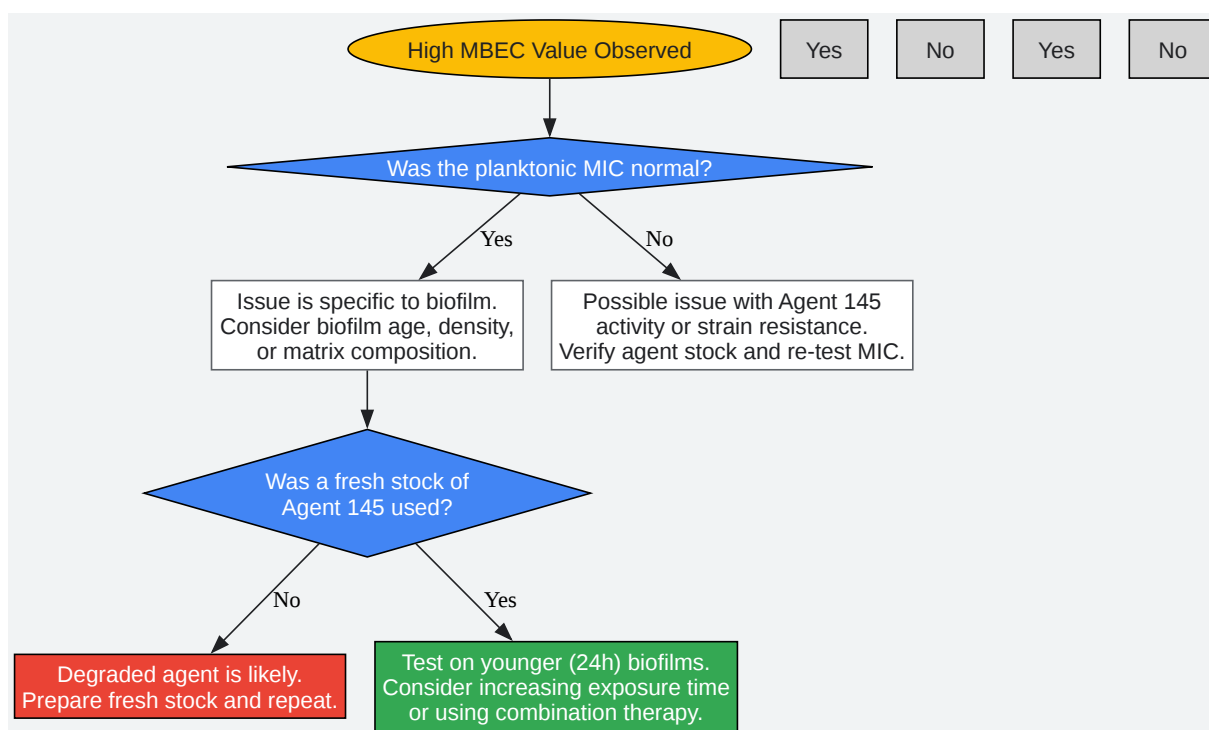 High MBEC Value Observed
Yes
No
Yes
No
Was the planktonic MIC normal?
Yes
No
Issue is specific to biofilm.
Consider biofilm age, density,
or matrix composition.
Possible issue with Agent 145
activity or strain resistance.
Verify agent stock and re-test MIC.
Was a fresh stock of
Agent 145 used?
No
Yes
Degraded agent is likely.
Prepare fresh stock and repeat.
Test on younger (24h) biofilms.
Consider increasing exposure time
or using combination therapy.